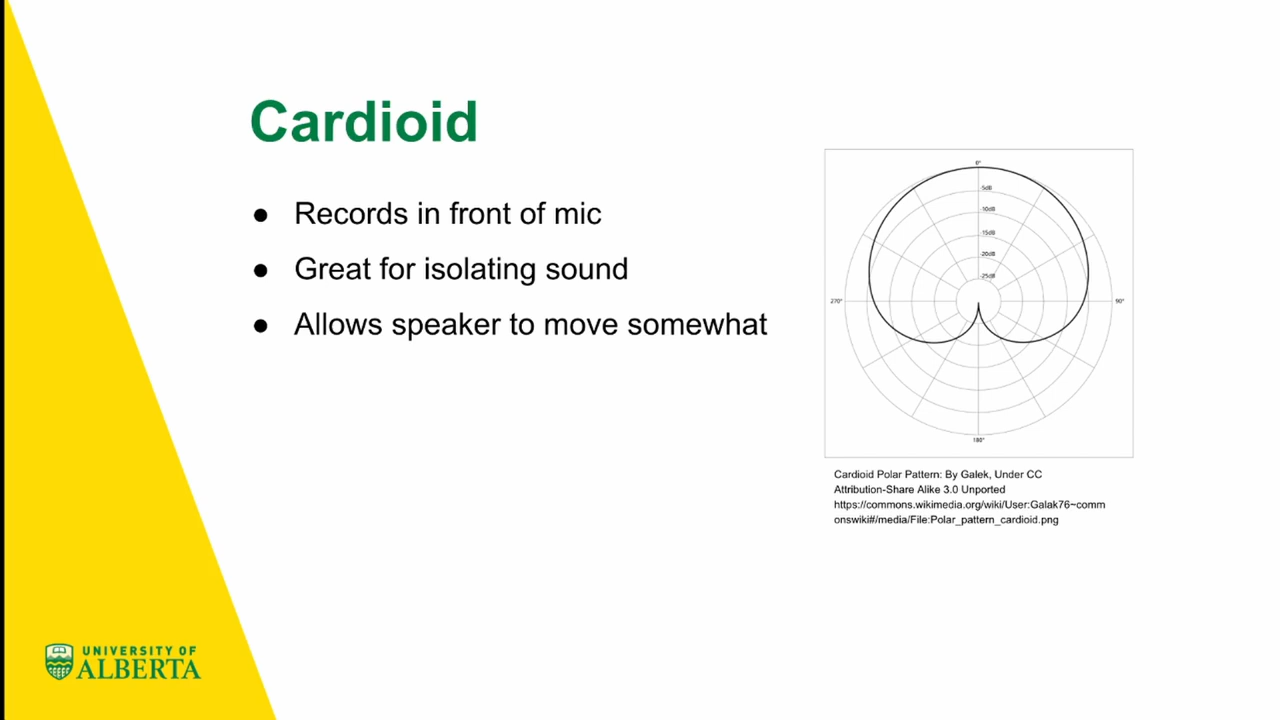 Cardioid
● Records in front of mic
● Great for isolating sound
● Allows speaker to move somewhat
0°
-5dB
-10dB
-15dB
-20dB
-25dB
270°
90°
180°
Cardioid Polar Pattern: By Galek, Under CC
Attribution-Share Alike 3.0 Unported
https://commons.wikimedia.org/wiki/User:Galak76~comm
onswiki#/media/File:Polar_pattern_cardioid.png
UNIVERSITY OF
ALBERTA